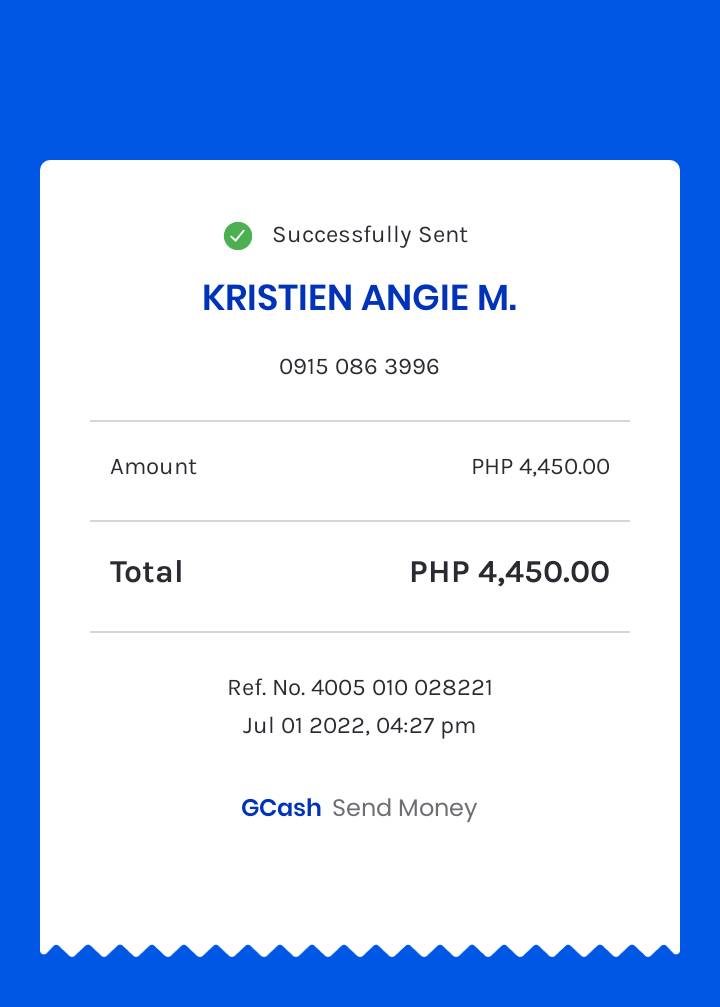 Successfully Sent
KRISTIEN ANGIE M.
0915 086 3996
Amount PHP 4,450.00
Total PHP 4,450.00
Ref. No. 4005 010 028221
Jul 01 2022, 04:27 pm
GCash Send Money